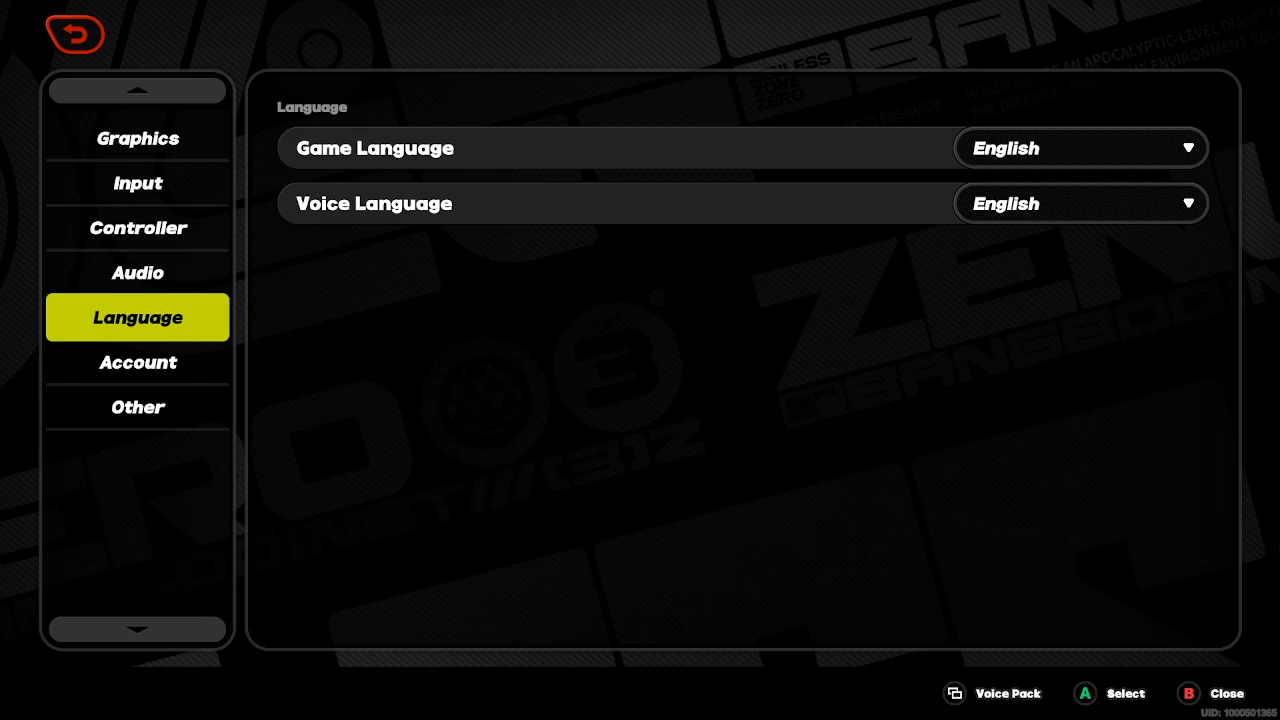 Graphics
Input
Controller
Audio
Language
Account
Other
Language
Game Language
English
Voice Language
English
Voice Pack
A
Select
B
Close
UID: 1000501365